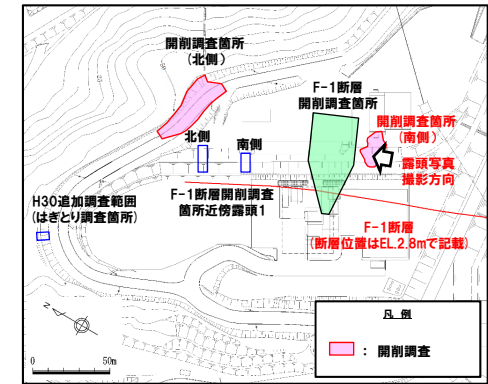 開削調査箇所
(北側)
F-1断層
開削調査箇所
開削調査箇所
(南側)
北側
南側
露頭写真
撮影方向
H30追加調査範囲
(はぎとり調査箇所)
F-1断層開削調査
箇所近傍露頭1
F-1断層
(断層位置はEL.2.8mで記載)
N
凡 例
：開削調査
0
50m